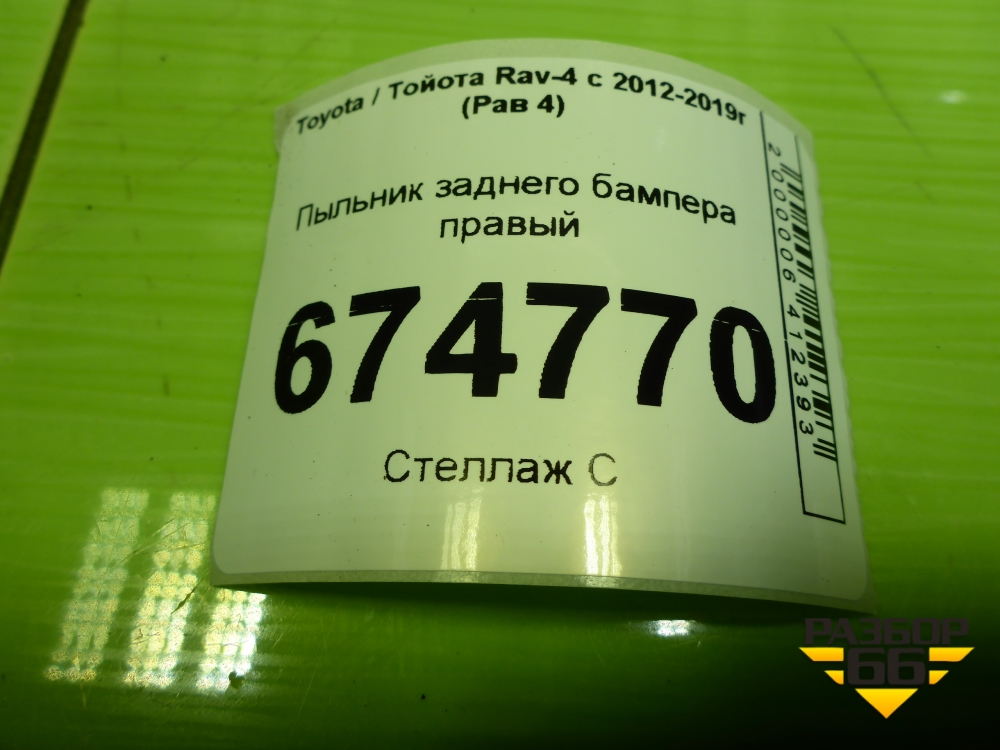 Toyota / Тойота Rav-4 с 2012-2019г
(Рав 4)
Пыльник заднего бампера
правый
674770
Стеллаж С
2000006412393
РАЗБОР
66